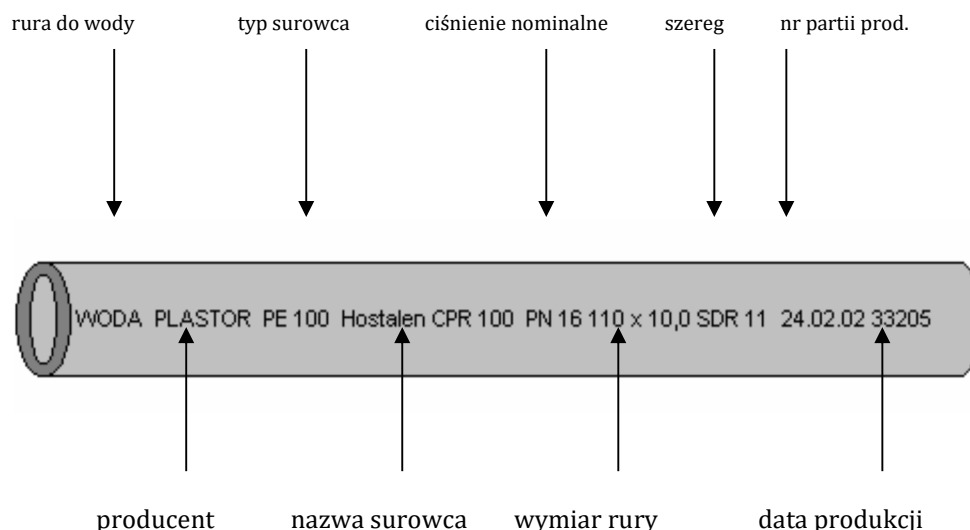 rura do wody typ surowca ciśnienie nominalne szereg nr partii prod.
WODA PLASTOR PE 100 Hostalen CPR 100 PN 16 110 x 10,0 SDR 11 24.02.02 33205
producent nazwa surowca wymiar rury data produkcji